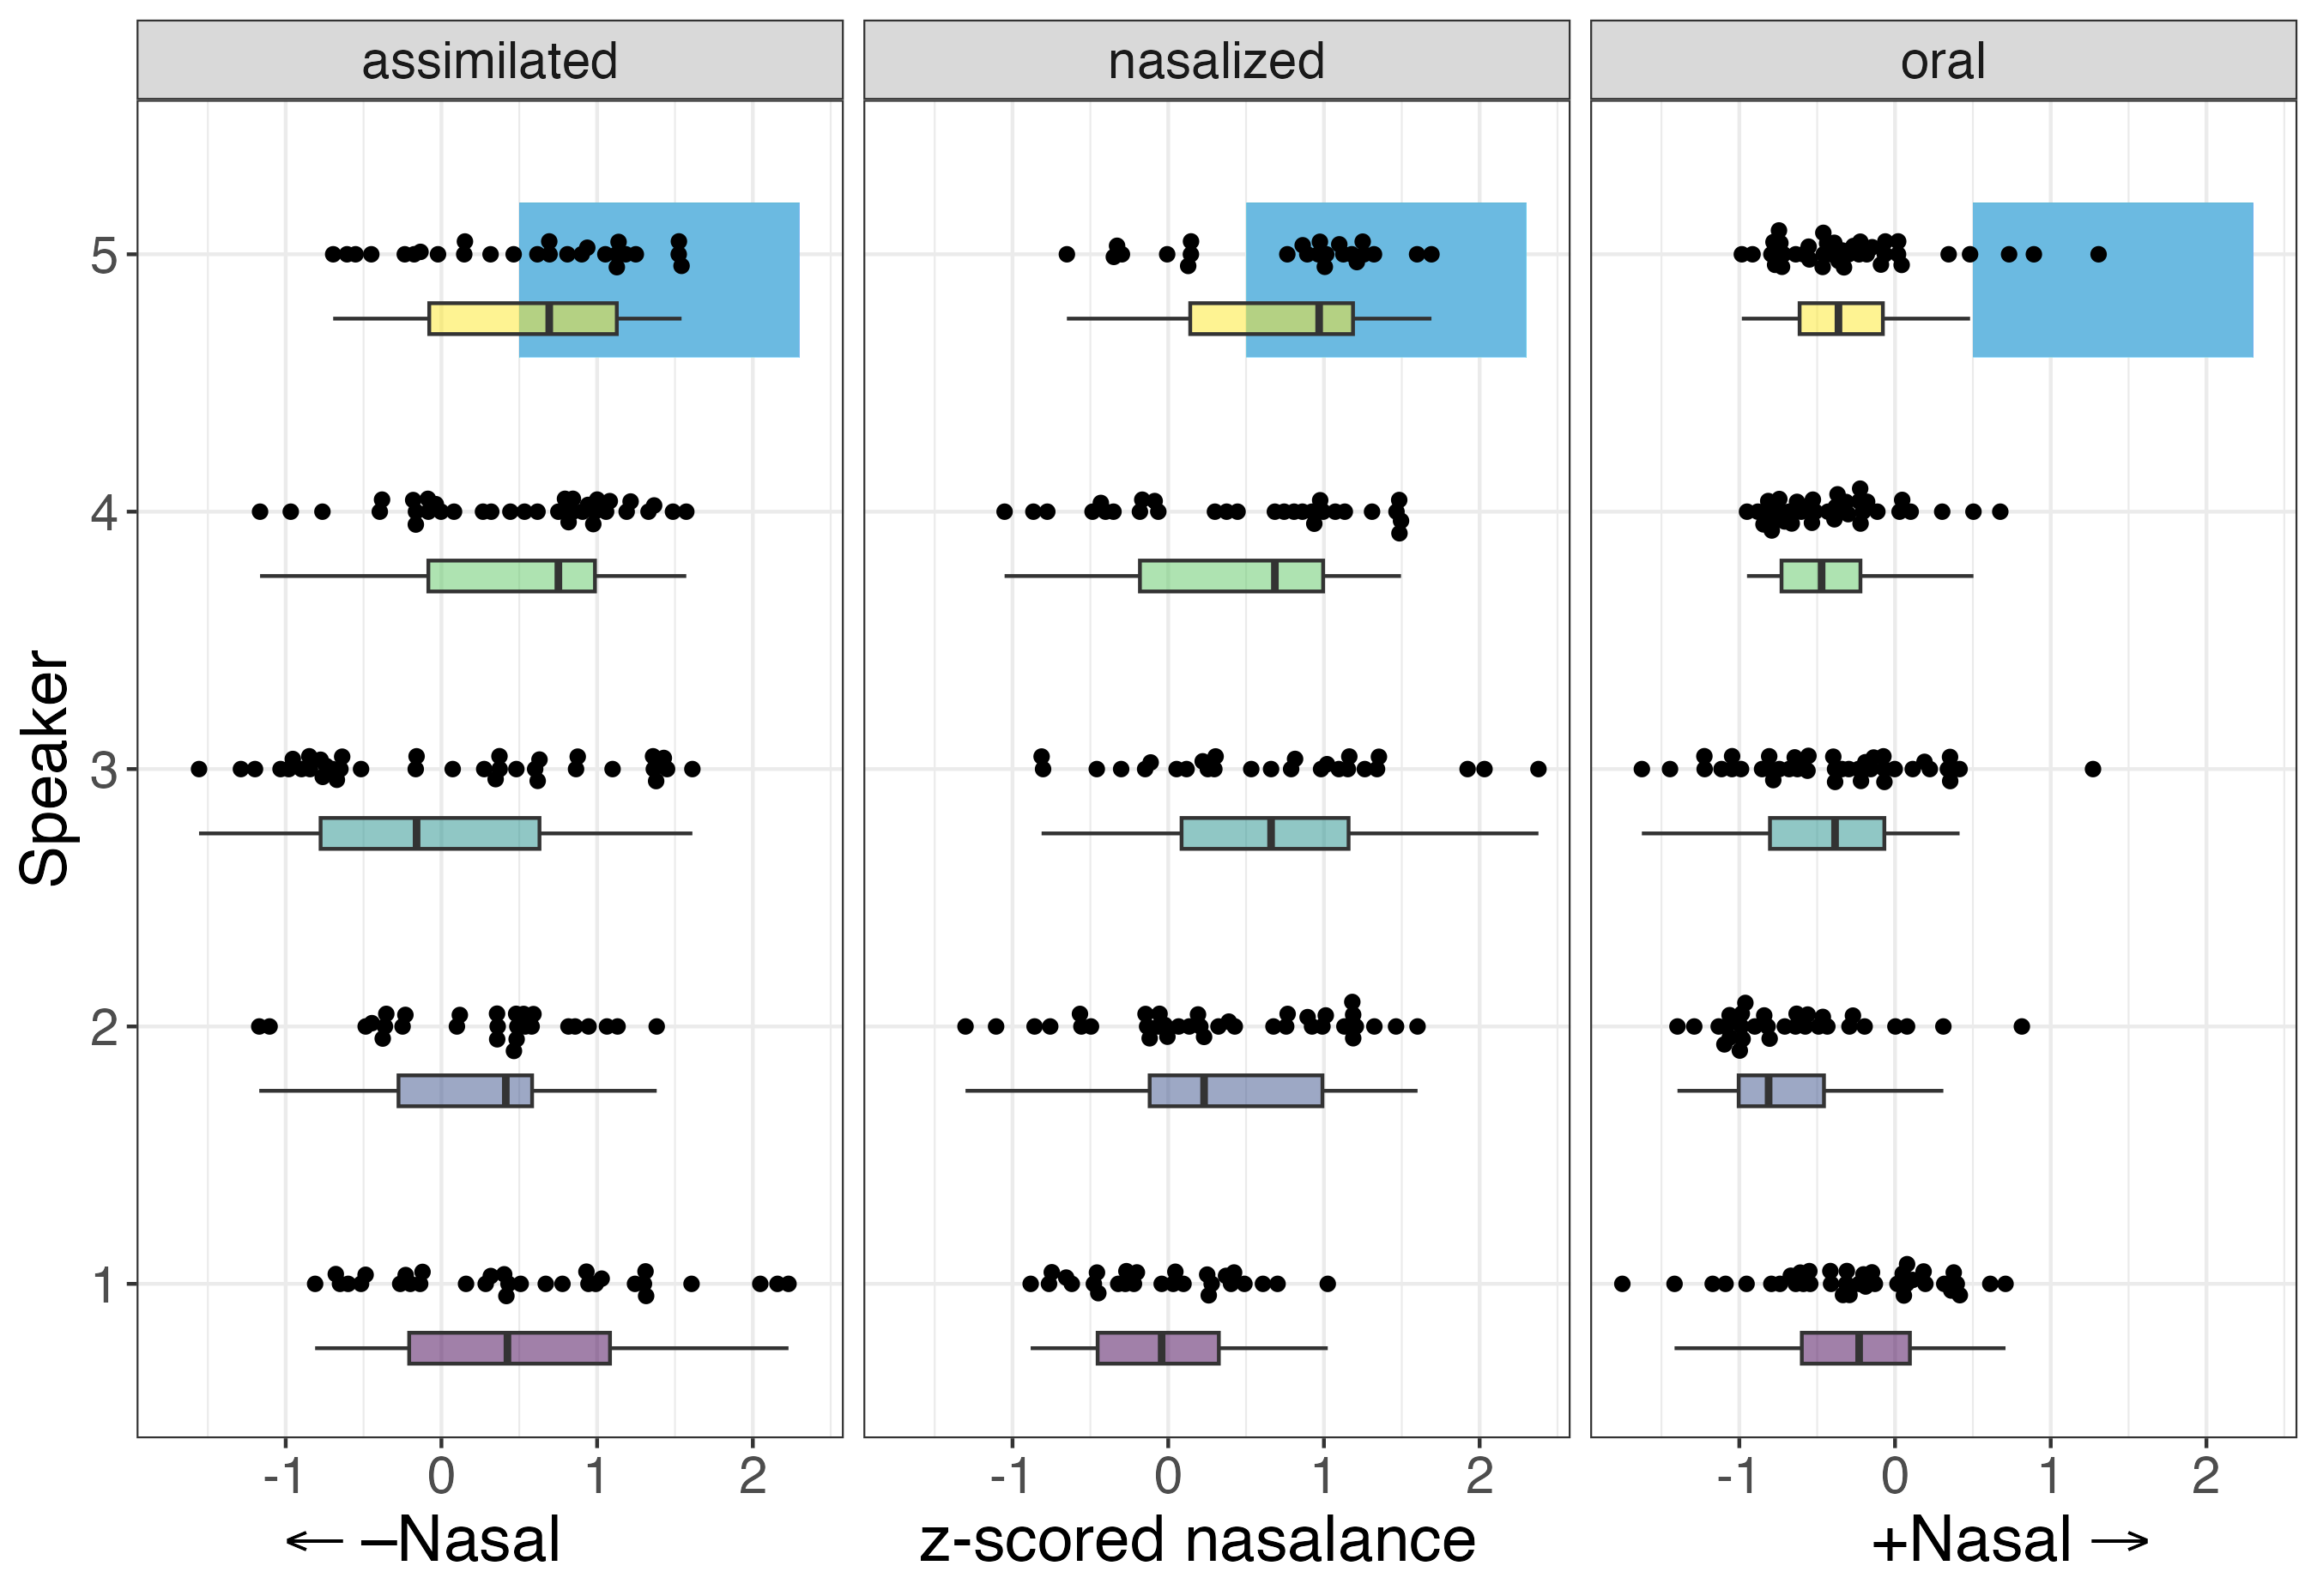 assimilated nasalized oral
Speaker
5
4
3
2
1
-1 0 1 2 -1 0 1 2 -1 0 1 2
← –Nasal z-scored nasalance +Nasal →